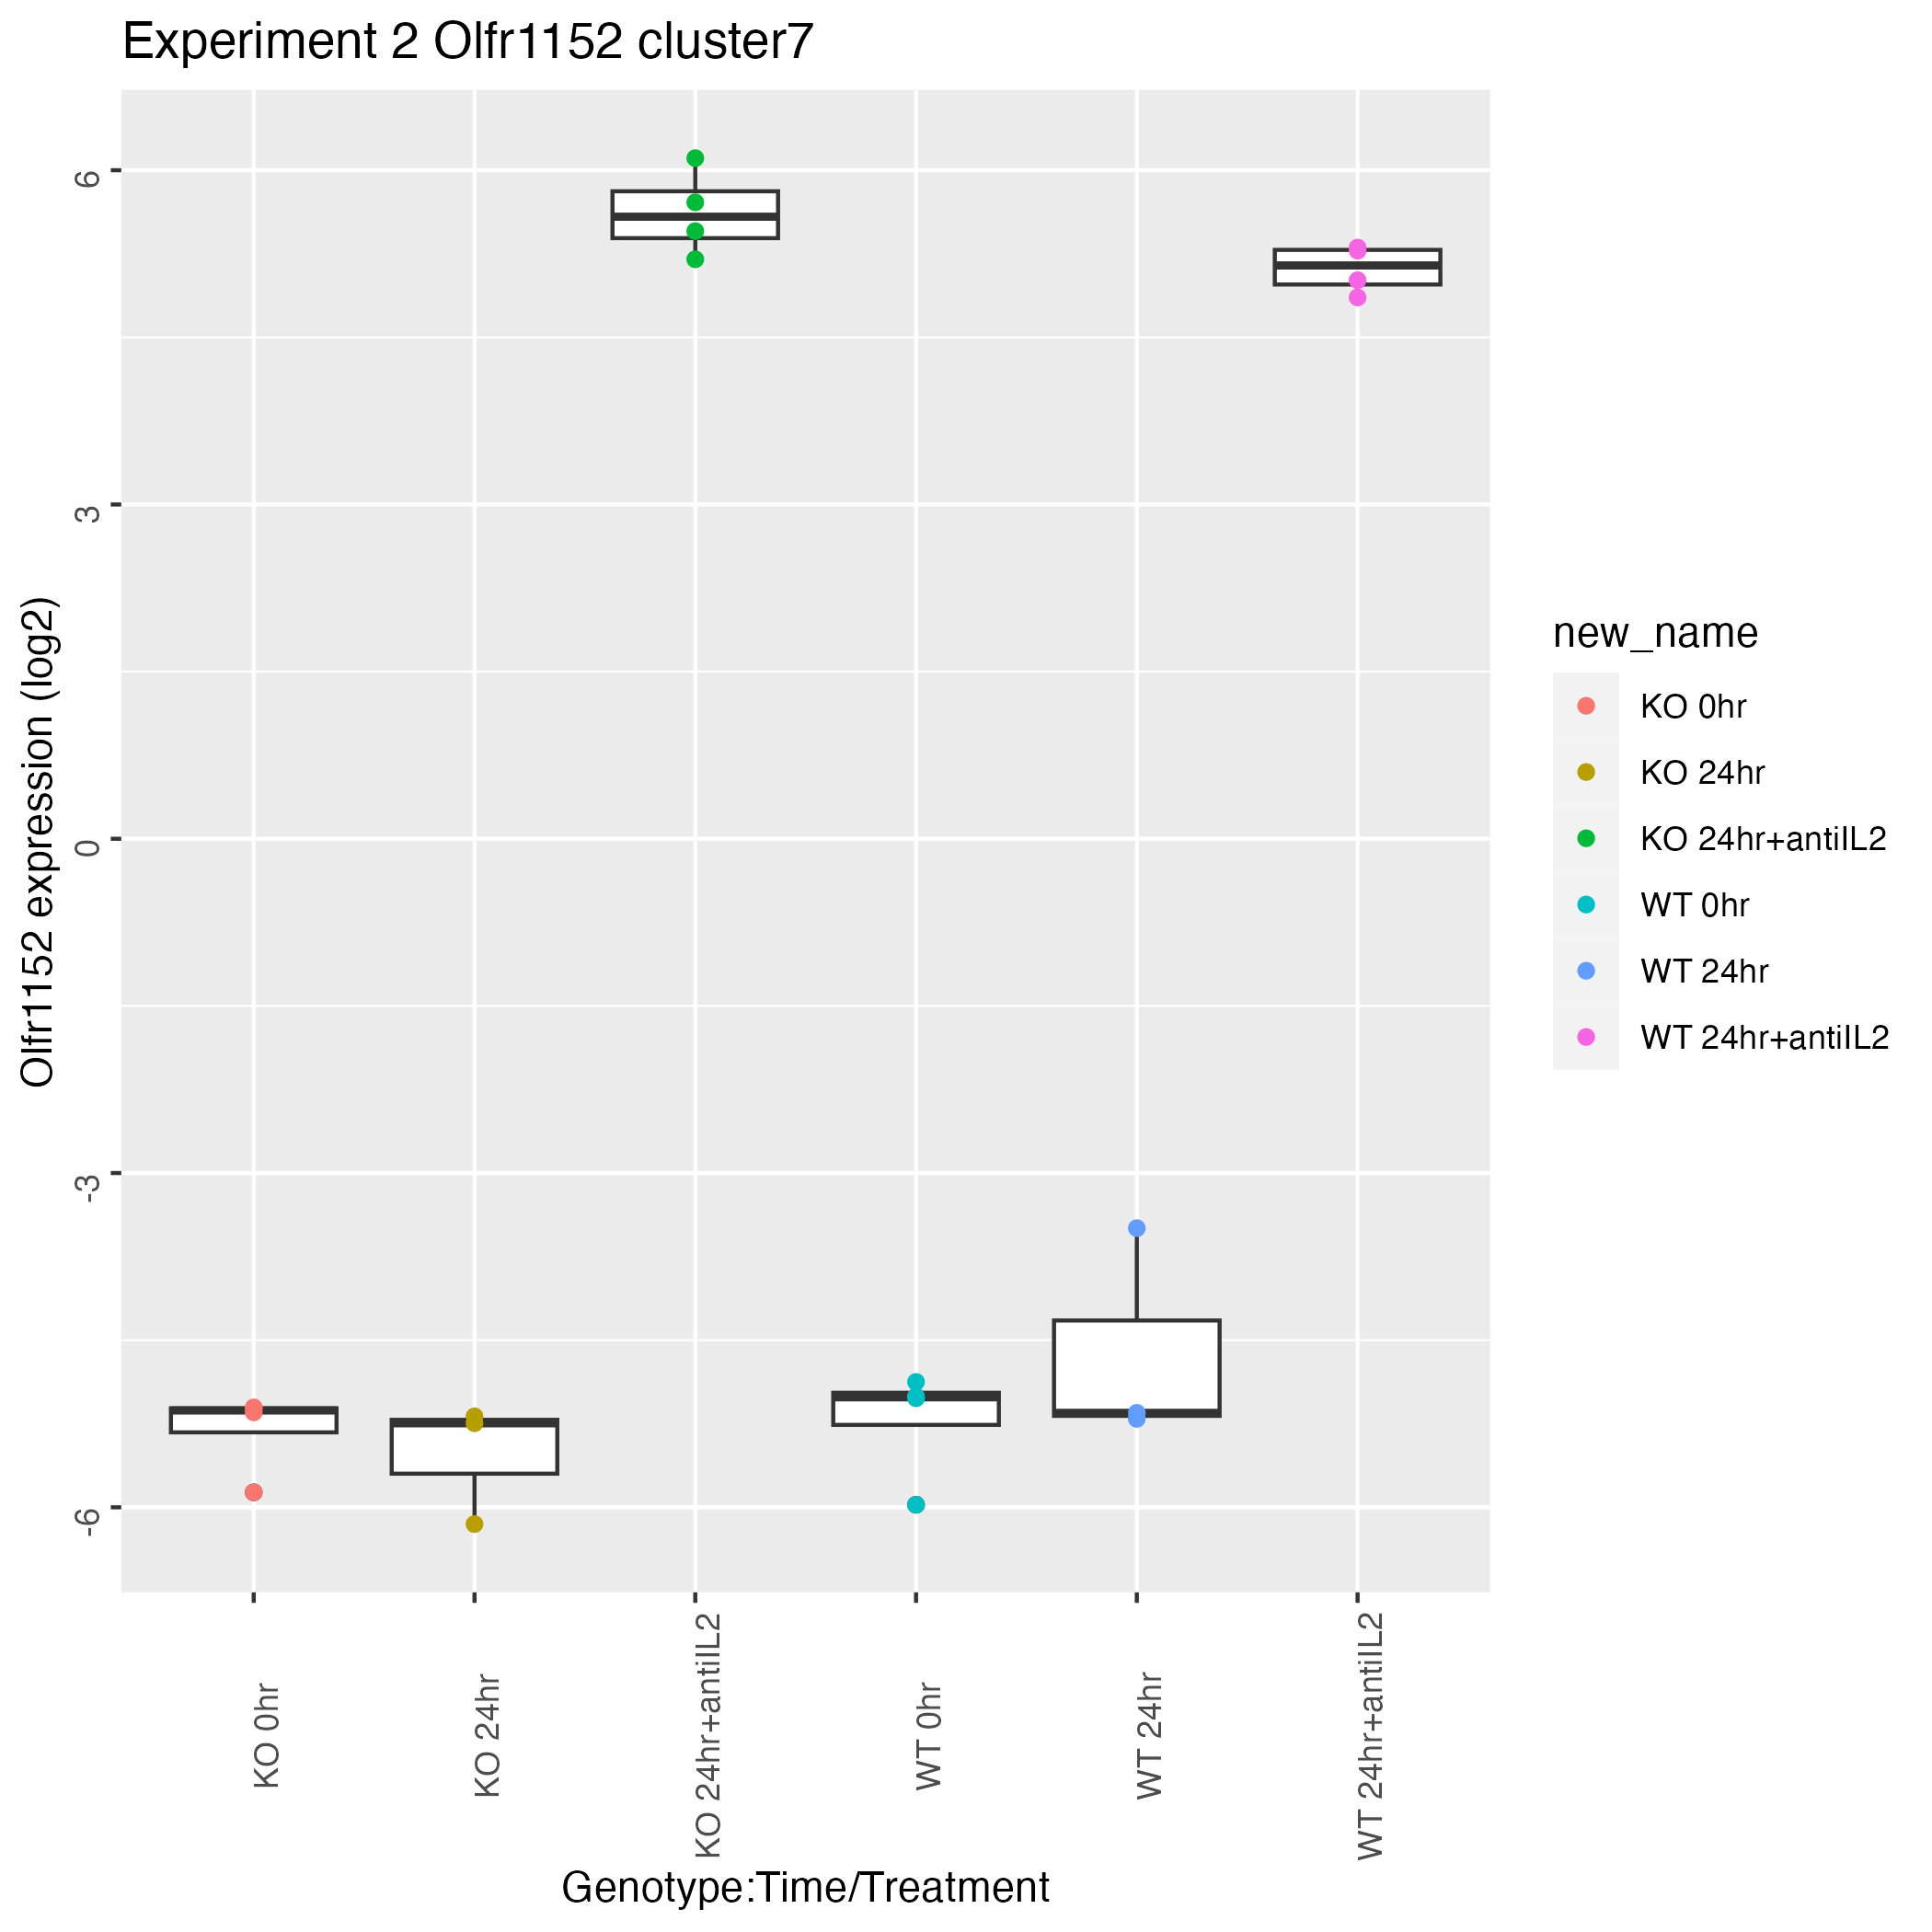 Experiment 2 Olfr1152 cluster7
Olfr1152 expression (log2)
6
3
0
-3
-6
KO 0hr
KO 24hr
KO 24hr+antiIL2
WT 0hr
WT 24hr
WT 24hr+antiIL2
Genotype:Time/Treatment
new_name
KO 0hr
KO 24hr
KO 24hr+antiIL2
WT 0hr
WT 24hr
WT 24hr+antiIL2